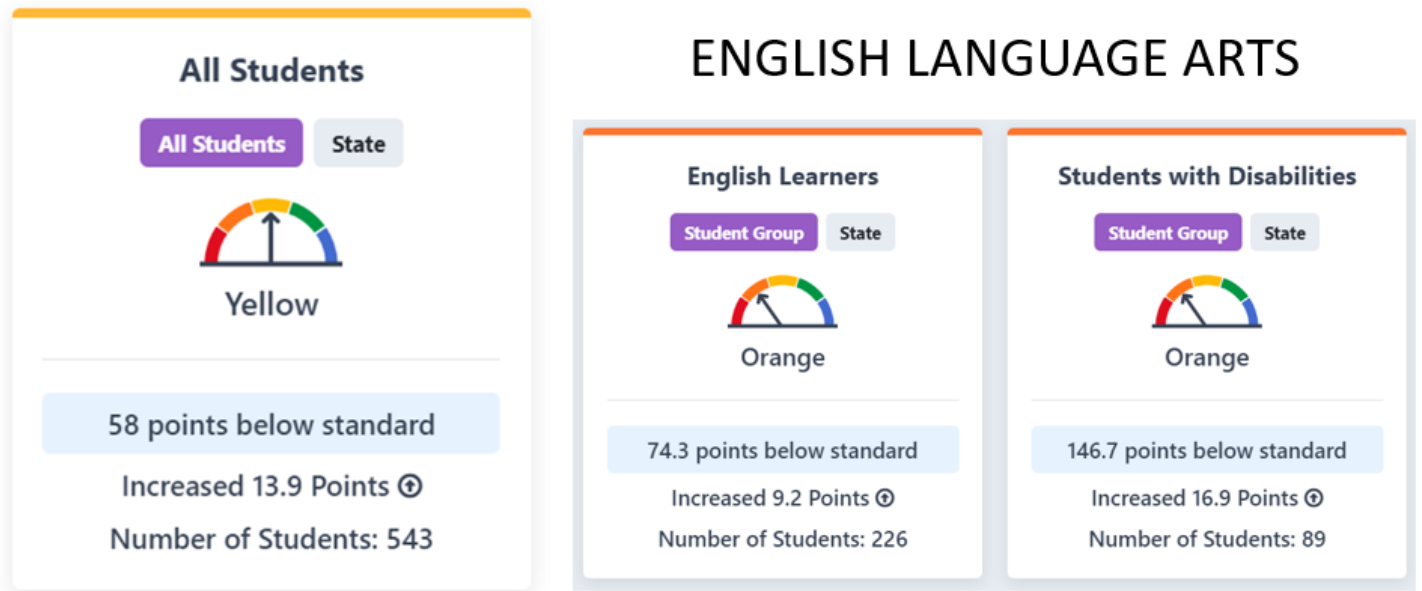 All Students
All Students State
Yellow
58 points below standard
Increased 13.9 Points
Number of Students: 543
ENGLISH LANGUAGE ARTS
English Learners
Student Group State
Orange
74.3 points below standard
Increased 9.2 Points
Number of Students: 226
Students with Disabilities
Student Group State
Orange
146.7 points below standard
Increased 16.9 Points
Number of Students: 89